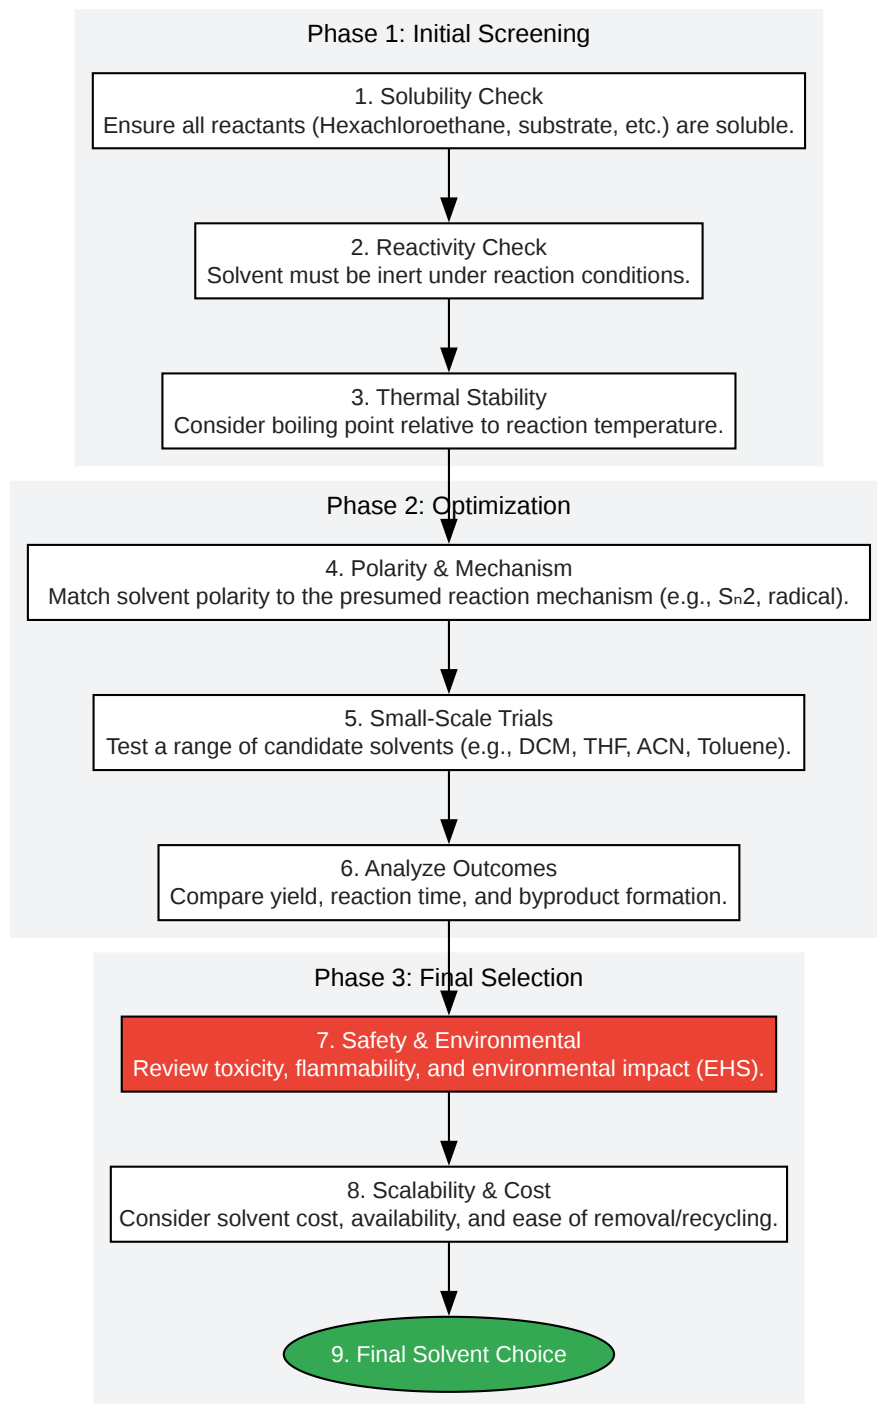 Phase 1: Initial Screening
1. Solubility Check
Ensure all reactants (Hexachloroethane, substrate, etc.) are soluble.
2. Reactivity Check
Solvent must be inert under reaction conditions.
3. Thermal Stability
Consider boiling point relative to reaction temperature.
Phase 2: Optimization
4. Polarity & Mechanism
Match solvent polarity to the presumed reaction mechanism (e.g., Sₙ2, radical).
5. Small-Scale Trials
Test a range of candidate solvents (e.g., DCM, THF, ACN, Toluene).
6. Analyze Outcomes
Compare yield, reaction time, and byproduct formation.
Phase 3: Final Selection
7. Safety & Environmental
Review toxicity, flammability, and environmental impact (EHS).
8. Scalability & Cost
Consider solvent cost, availability, and ease of removal/recycling.
9. Final Solvent Choice